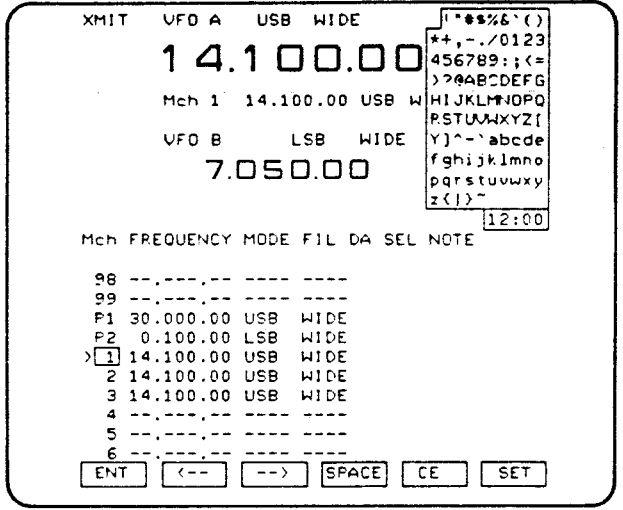 XMIT VFO A USB WIDE
14.100.00
Mch 1 14.100.00 USB W
VFO B LSB WIDE
7.050.00
!"#$%&`()
*+,-./0123
456789:;<=
>?@ABCDEFG
HIJKLMNOPQ
RSTUVWXYZ[
Y]^-`abcde
fghijklmno
pqrstuvwxy
z{|}~
12:00
Mch FREQUENCY MODE FIL DA SEL NOTE
98 --.---.-- ---- ----
99 --.---.-- ---- ----
P1 30.000.00 USB WIDE
P2 0.100.00 LSB WIDE
>1 14.100.00 USB WIDE
2 14.100.00 USB WIDE
3 14.100.00 USB WIDE
4 --.---.-- ---- ----
5 --.---.-- ---- ----
6 --.---.-- ---- ----
ENT <-- --> SPACE CE SET